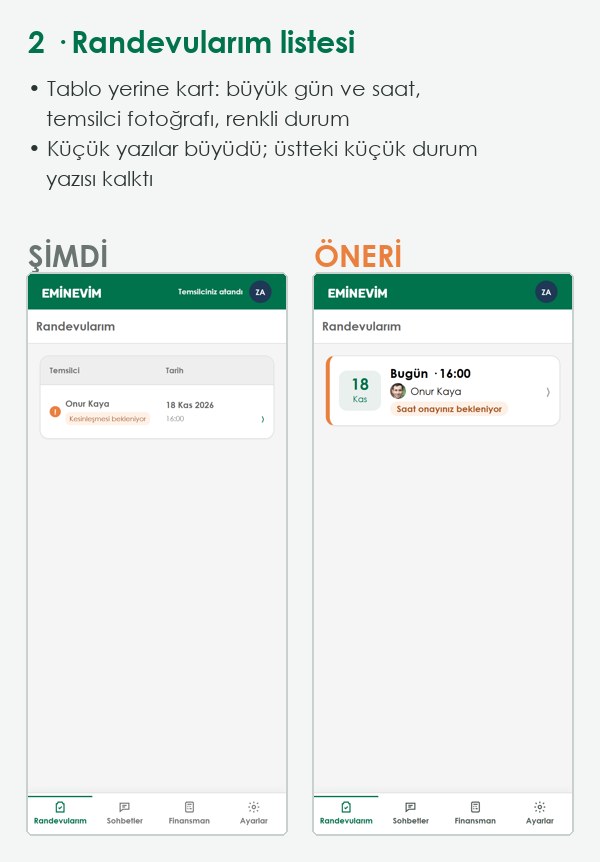 2 · Randevularım listesi
• Tablo yerine kart: büyük gün ve saat,
temsilci fotoğrafı, renkli durum
• Küçük yazılar büyüdü; üstteki küçük durum
yazısı kalktı
ŞİMDİ
EMİNEVİM
Temsilciniz atandı
ZA
Randevularım
Temsilci
Tarih
!
Onur Kaya
18 Kas 2026
Kesinleşmesi bekleniyor
16:00
Randevularım
Sohbetler
Finansman
Ayarlar
ÖNERİ
EMİNEVİM
ZA
Randevularım
18
Kas
Bugün · 16:00
Onur Kaya
Saat onayınız bekleniyor
Randevularım
Sohbetler
Finansman
Ayarlar